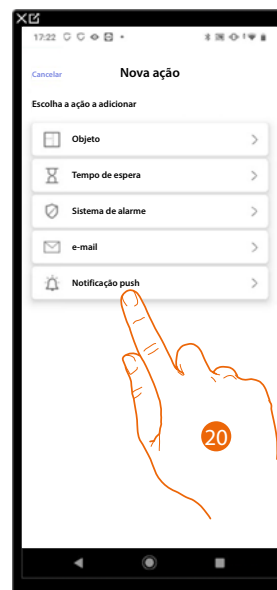 17:22
Cancelar
Nova ação
Escolha a ação a adicionar
Objeto
Tempo de espera
Sistema de alarme
e-mail
Notificação push
20